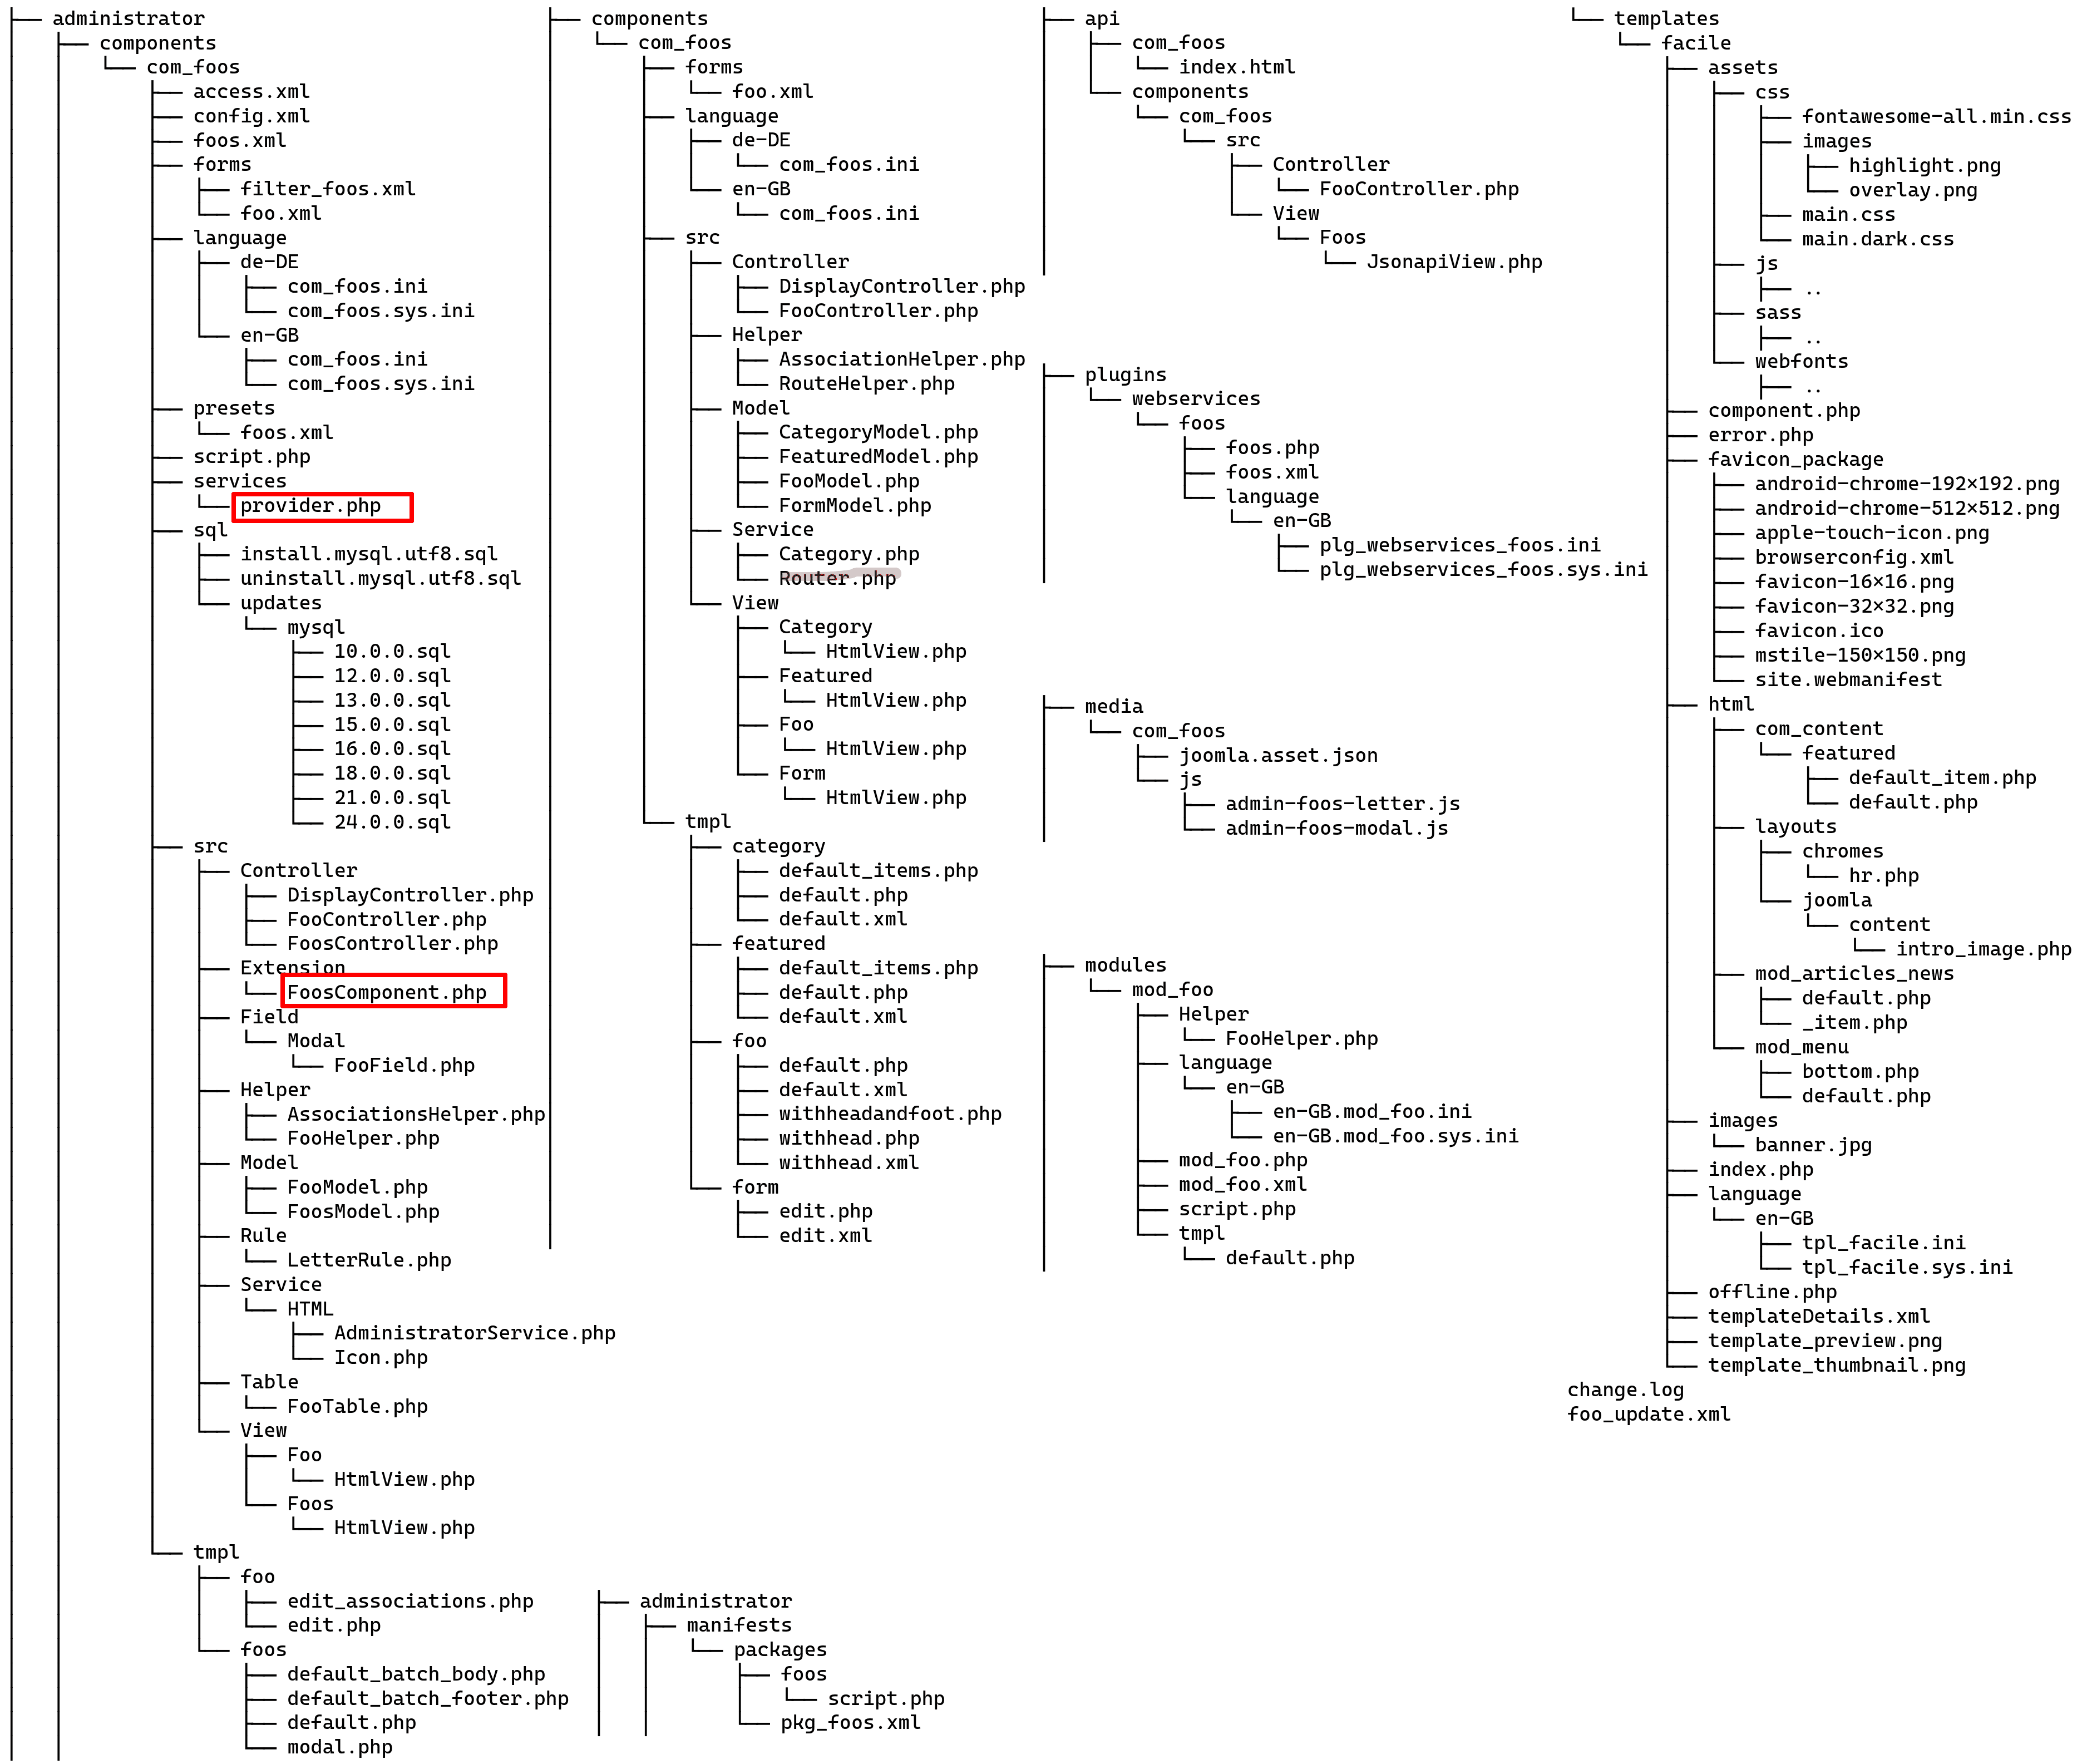 ├── administrator
│   ├── components
│   │   └── com_foos
│   │       ├── access.xml
│   │       ├── config.xml
│   │       ├── foos.xml
│   │       ├── forms
│   │       │   ├── filter_foos.xml
│   │       │   └── foo.xml
│   │       ├── language
│   │       │   ├── de-DE
│   │       │   │   ├── com_foos.ini
│   │       │   │   └── com_foos.sys.ini
│   │       │   └── en-GB
│   │       │       ├── com_foos.ini
│   │       │       └── com_foos.sys.ini
│   │       ├── presets
│   │       │   └── foos.xml
│   │       ├── script.php
│   │       ├── services
│   │       │   └── provider.php
│   │       ├── sql
│   │       │   ├── install.mysql.utf8.sql
│   │       │   ├── uninstall.mysql.utf8.sql
│   │       │   └── updates
│   │       │       └── mysql
│   │       │           ├── 10.0.0.sql
│   │       │           ├── 12.0.0.sql
│   │       │           ├── 13.0.0.sql
│   │       │           ├── 15.0.0.sql
│   │       │           ├── 16.0.0.sql
│   │       │           ├── 18.0.0.sql
│   │       │           ├── 21.0.0.sql
│   │       │           └── 24.0.0.sql
│   │       ├── src
│   │       │   ├── Controller
│   │       │   │   ├── DisplayController.php
│   │       │   │   ├── FooController.php
│   │       │   │   └── FoosController.php
│   │       │   ├── Extension
│   │       │   │   └── FoosComponent.php
│   │       │   ├── Field
│   │       │   │   └── Modal
│   │       │   │       └── FooField.php
│   │       │   ├── Helper
│   │       │   │   ├── AssociationsHelper.php
│   │       │   │   └── FooHelper.php
│   │       │   ├── Model
│   │       │   │   ├── FooModel.php
│   │       │   │   └── FoosModel.php
│   │       │   ├── Rule
│   │       │   │   └── LetterRule.php
│   │       │   ├── Service
│   │       │   │   └── HTML
│   │       │   │       ├── AdministratorService.php
│   │       │   │       └── Icon.php
│   │       │   ├── Table
│   │       │   │   └── FooTable.php
│   │       │   └── View
│   │       │       ├── Foo
│   │       │       │   └── HtmlView.php
│   │       │       └── Foos
│   │       │           └── HtmlView.php
│   │       └── tmpl
│   │           ├── foo
│   │           │   ├── edit_associations.php
│   │           │   └── edit.php
│   │           └── foos
│   │               ├── default_batch_body.php
│   │               ├── default_batch_footer.php
│   │               ├── default.php
│   │               └── modal.php
├── components
│   └── com_foos
│       ├── forms
│       │   └── foo.xml
│       ├── language
│       │   ├── de-DE
│       │   │   └── com_foos.ini
│       │   └── en-GB
│       │       └── com_foos.ini
│       ├── src
│       │   ├── Controller
│       │   │   ├── DisplayController.php
│       │   │   └── FooController.php
│       │   ├── Helper
│       │   │   ├── AssociationHelper.php
│       │   │   └── RouteHelper.php
│       │   ├── Model
│       │   │   ├── CategoryModel.php
│       │   │   ├── FeaturedModel.php
│       │   │   ├── FooModel.php
│       │   │   └── FormModel.php
│       │   ├── Service
│       │   │   ├── Category.php
│       │   │   └── Router.php
│       │   └── View
│       │       ├── Category
│       │       │   └── HtmlView.php
│       │       ├── Featured
│       │       │   └── HtmlView.php
│       │       ├── Foo
│       │       │   └── HtmlView.php
│       │       └── Form
│       │           └── HtmlView.php
│       └── tmpl
│           ├── category
│           │   ├── default_items.php
│           │   ├── default.php
│           │   └── default.xml
│           ├── featured
│           │   ├── default_items.php
│           │   ├── default.php
│           │   └── default.xml
│           ├── foo
│           │   ├── default.php
│           │   ├── default.xml
│           │   ├── withheadandfoot.php
│           │   ├── withhead.php
│           │   └── withhead.xml
│           └── form
│               ├── edit.php
│               └── edit.xml
├── administrator
│   ├── manifests
│   │   └── packages
│   │       ├── foos
│   │       │   └── script.php
│   │       └── pkg_foos.xml
├── api
│   ├── com_foos
│   │   └── index.html
│   └── components
│       └── com_foos
│           └── src
│               ├── Controller
│               │   └── FooController.php
│               └── View
│                   └── Foos
│                       └── JsonapiView.php
├── plugins
│   └── webservices
│       └── foos
│           ├── foos.php
│           ├── foos.xml
│           └── language
│               └── en-GB
│                   ├── plg_webservices_foos.ini
│                   └── plg_webservices_foos.sys.ini
├── media
│   └── com_foos
│       ├── joomla.asset.json
│       └── js
│           ├── admin-foos-letter.js
│           └── admin-foos-modal.js
├── modules
│   └── mod_foo
│       ├── Helper
│       │   └── FooHelper.php
│       ├── language
│       │   └── en-GB
│       │       ├── en-GB.mod_foo.ini
│       │       └── en-GB.mod_foo.sys.ini
│       ├── mod_foo.php
│       ├── mod_foo.xml
│       ├── script.php
│       └── tmpl
│           └── default.php
└── templates
    └── facile
        ├── assets
        │   ├── css
        │   │   ├── fontawesome-all.min.css
        │   │   ├── images
        │   │   │   ├── highlight.png
        │   │   │   └── overlay.png
        │   │   ├── main.css
        │   │   └── main.dark.css
        │   ├── js
        │   │   ├── ..
        │   ├── sass
        │   │   ├── ..
        │   └── webfonts
        │       ├── ..
        ├── component.php
        ├── error.php
        ├── favicon_package
        │   ├── android-chrome-192×192.png
        │   ├── android-chrome-512×512.png
        │   ├── apple-touch-icon.png
        │   ├── browserconfig.xml
        │   ├── favicon-16×16.png
        │   ├── favicon-32×32.png
        │   ├── favicon.ico
        │   ├── mstile-150×150.png
        │   └── site.webmanifest
        ├── html
        │   ├── com_content
        │   │   └── featured
        │   │       ├── default_item.php
        │   │       └── default.php
        │   ├── layouts
        │   │   ├── chromes
        │   │   │   └── hr.php
        │   │   └── joomla
        │   │       └── content
        │   │           └── intro_image.php
        │   ├── mod_articles_news
        │   │   ├── default.php
        │   │   └── _item.php
        │   └── mod_menu
        │       ├── bottom.php
        │       └── default.php
        ├── images
        │   └── banner.jpg
        ├── index.php
        ├── language
        │   └── en-GB
        │       ├── tpl_facile.ini
        │       └── tpl_facile.sys.ini
        ├── offline.php
        ├── templateDetails.xml
        ├── template_preview.png
        └── template_thumbnail.png
change.log
foo_update.xml